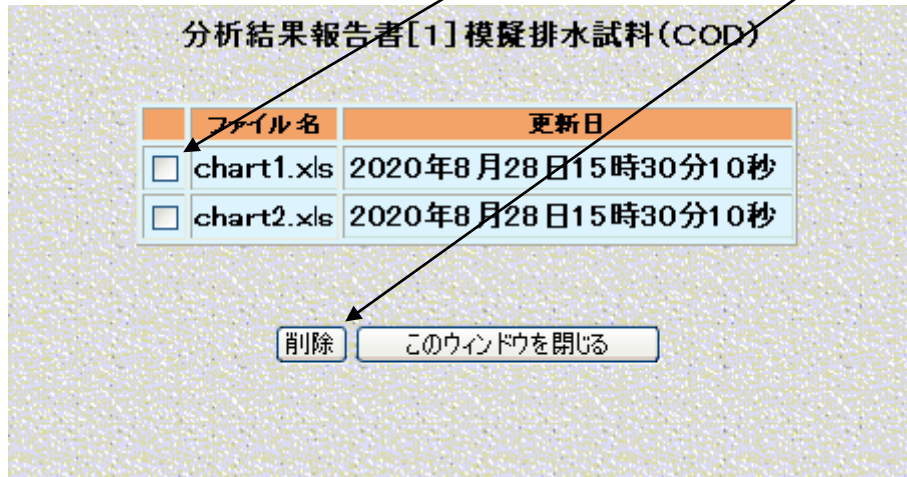 分析結果報告者[1]模擬排水試料(COD)
ファイル名 更新日
chart1.xls 2020年8月28日15時30分10秒
chart2.xls 2020年8月28日15時30分10秒
削除 このウィンドウを閉じる